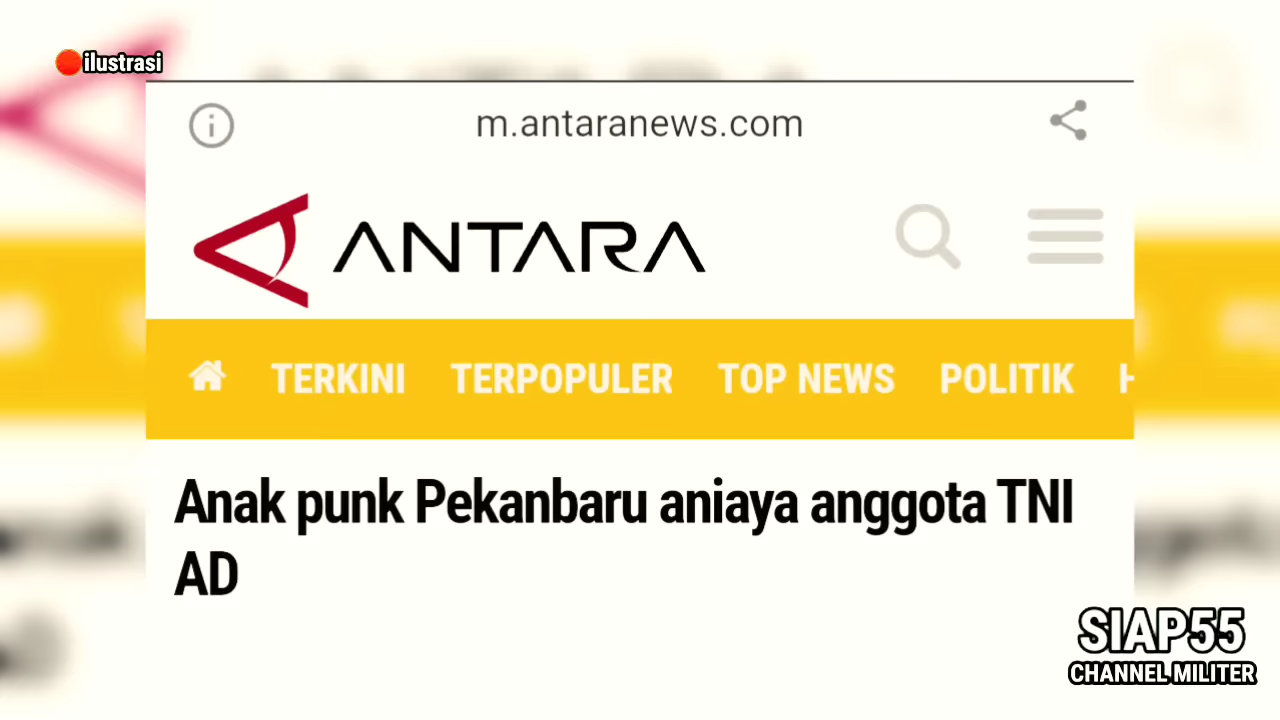 ilustrasi
m.antaranews.com
ANTARA
TERKINI TERPOPULER TOP NEWS POLITIK H
Anak punk Pekanbaru aniaya anggota TNI
AD
SIAP55
CHANNEL MILITER